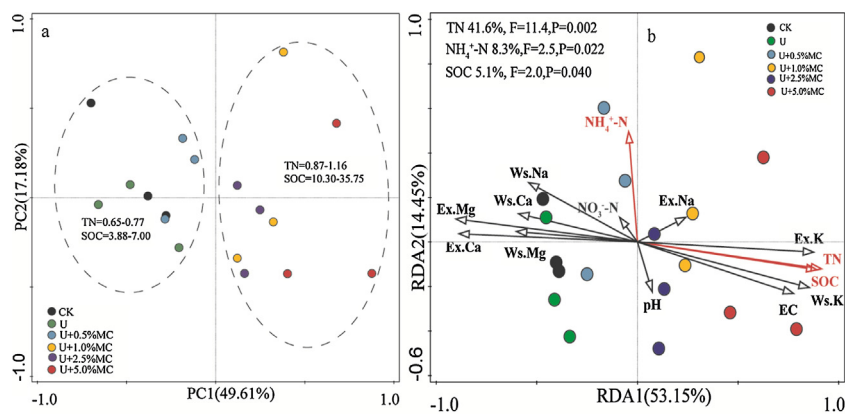 a
1.0
PC2(17.18%)
-1.0
TN=0.87-1.16
SOC=10.30-35.75
TN=0.65-0.77
SOC=3.88-7.00
CK
U
U+0.5%MC
U+1.0%MC
U+2.5%MC
U+5.0%MC
-1.0
PC1(49.61%)
1.0
b
1.0
RDA2(14.45%)
-0.6
TN 41.6%, F=11.4,P=0.002
NH₄⁺-N 8.3%,F=2.5,P=0.022
SOC 5.1%, F=2.0,P=0.040
CK
U
U+0.5%MC
U+1.0%MC
U+2.5%MC
U+5.0%MC
NH₄⁺-N
Ws.Na
Ws.Ca
NO₃⁻-N
Ex.Na
Ex.Mg
Ex.Ca
Ws.Mg
Ex.K
TN
SOC
Ws.K
EC
pH
-1.0
RDA1(53.15%)
1.0